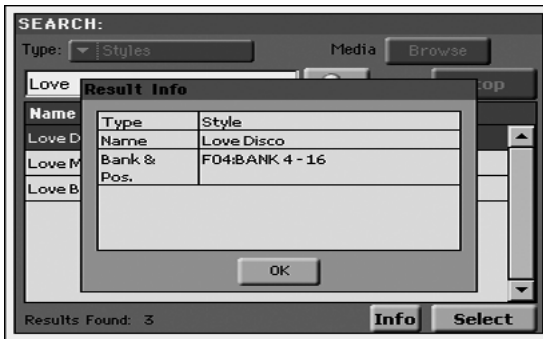 SEARCH:
Type: Styles Media Browse
Love
Result Info
Name
Type Style
Love D
Name Love Disco
Love M
Bank & F04:BANK 4 - 16
Pos.
Love B
OK
Results Found: 3 Info Select